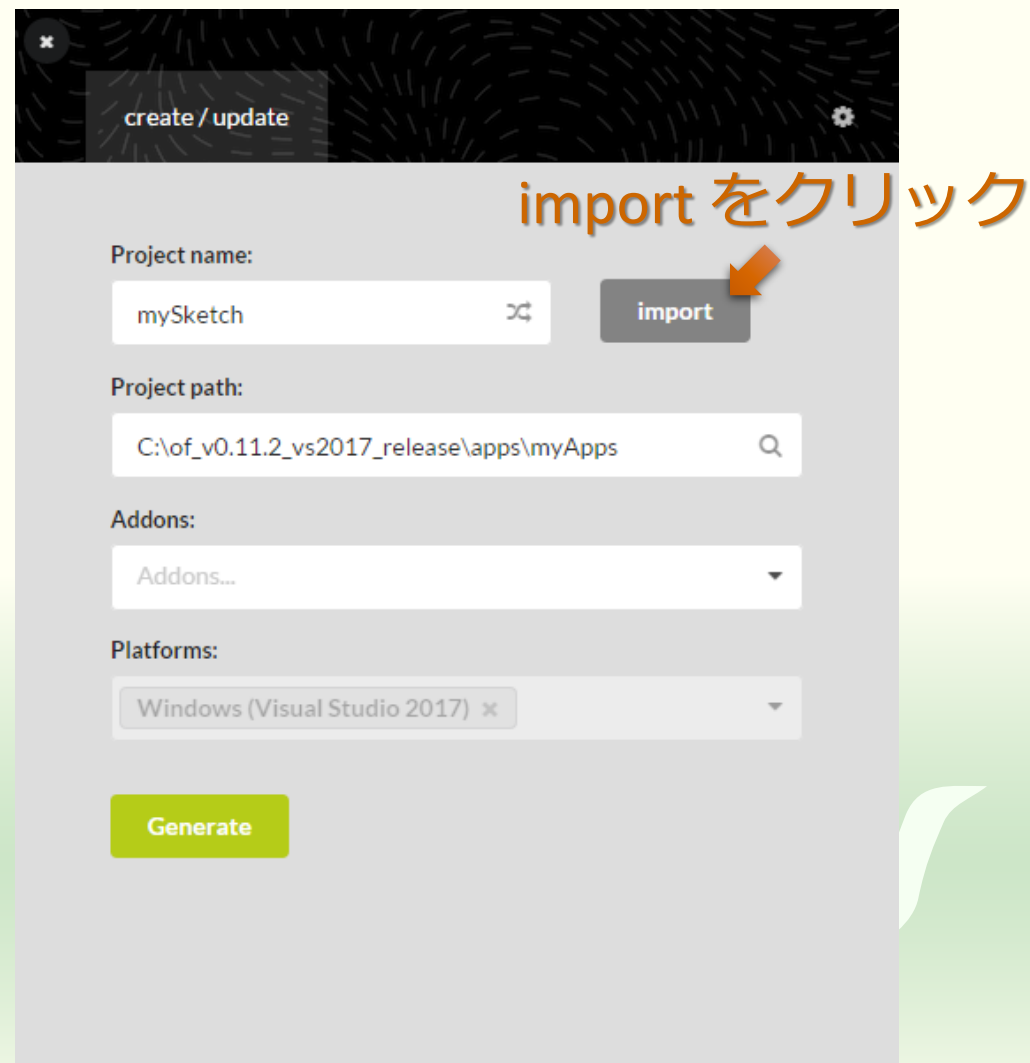 create / update
import をクリック
Project name:
mySketch
import
Project path:
C:\of_v0.11.2_vs2017_release\apps\myApps
Addons:
Addons...
Platforms:
Windows (Visual Studio 2017)
Generate